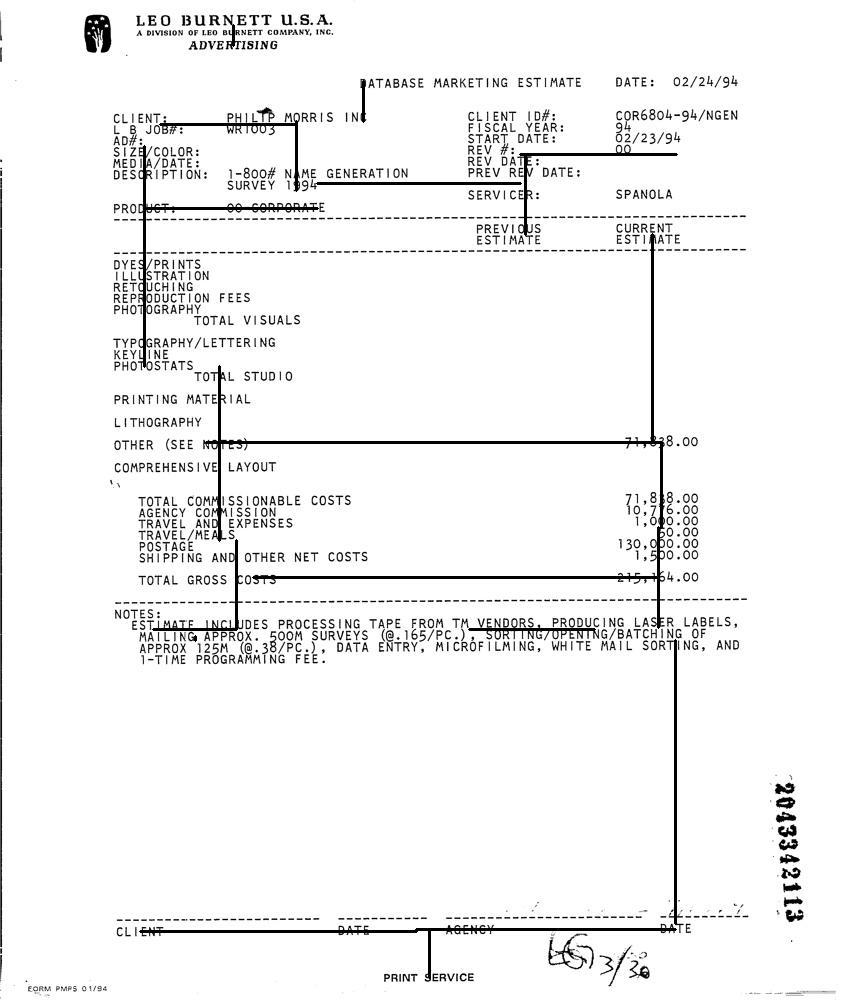 LEO BURNETT U.S.A.
A DIVISION OF LEO BURNETT COMPANY, INC.
ADVERTISING
DATABASE MARKETING ESTIMATE DATE: 02/24/94
CLIENT: PHILIP MORRIS INC CLIENT ID#: COR6804-94/NGEN
L B JOB#: WRT003 FISCAL YEAR: 94
AD#: START DATE: 02/23/94
SIZE/COLOR: REV #: 00
MEDIA/DATE: REV DATE:
DESCRIPTION: 1-800# NAME GENERATION PREV REV DATE:
SURVEY 1994
SERVICER: SPANOLA
PRODUCT: 00 CORPORATE
PREVIOUS CURRENT
ESTIMATE ESTIMATE
DYES/PRINTS
ILLUSTRATION
RETOUCHING
REPRODUCTION FEES
PHOTOGRAPHY
TOTAL VISUALS
TYPOGRAPHY/LETTERING
KEYLINE
PHOTOSTATS
TOTAL STUDIO
PRINTING MATERIAL
LITHOGRAPHY
OTHER (SEE NOTES) 71,838.00
COMPREHENSIVE LAYOUT
TOTAL COMMISSIONABLE COSTS 71,838.00
AGENCY COMMISSION 10,776.00
TRAVEL AND EXPENSES 1,000.00
TRAVEL/MEALS 50.00
POSTAGE 130,000.00
SHIPPING AND OTHER NET COSTS 1,500.00
TOTAL GROSS COSTS 215,164.00
NOTES:
ESTIMATE INCLUDES PROCESSING TAPE FROM TM VENDORS, PRODUCING LASER LABELS,
MAILING APPROX. 500M SURVEYS (@.165/PC.), SORTING/OPENING/BATCHING OF
APPROX 125M (@.38/PC.), DATA ENTRY, MICROFILMING, WHITE MAIL SORTING, AND
1-TIME PROGRAMMING FEE.
2043342113
CLIENT DATE AGENCY DATE
3/30
PRINT SERVICE
FORM PMPS 01/94